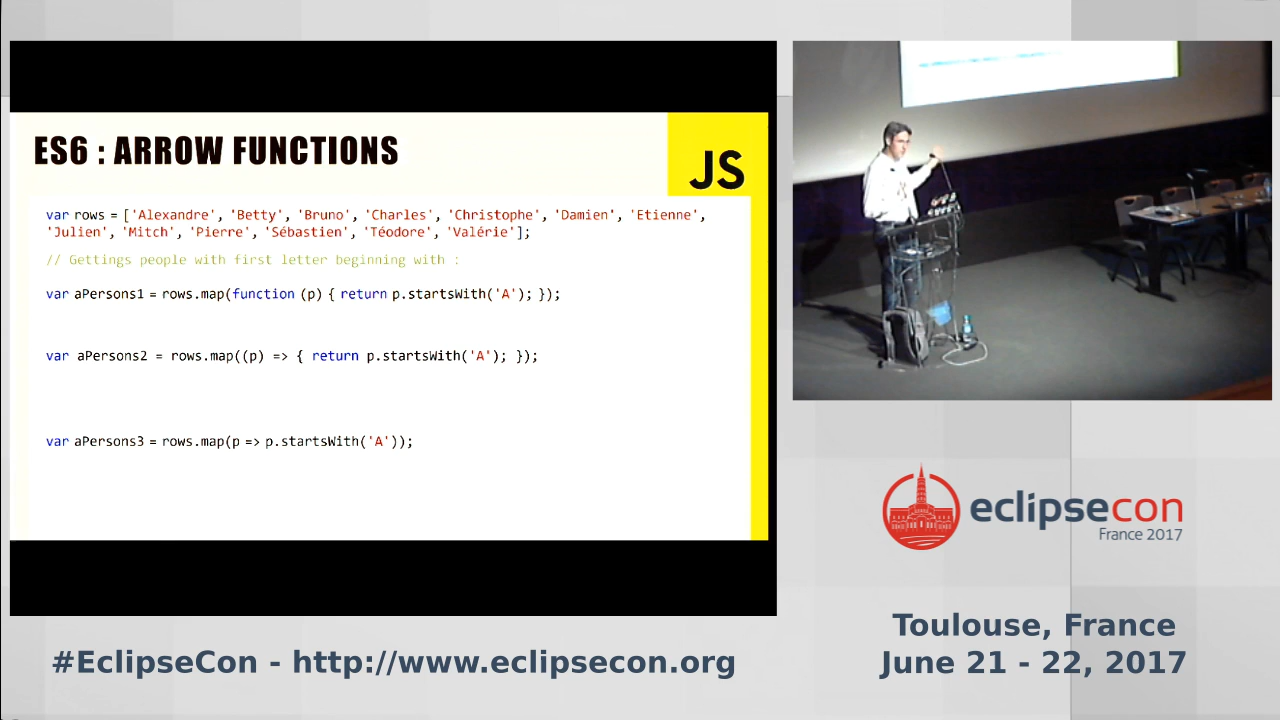 ES6 : ARROW FUNCTIONS
JS
var rows = ['Alexandre', 'Betty', 'Bruno', 'Charles', 'Christophe', 'Damien', 'Etienne',
'Julien', 'Mitch', 'Pierre', 'Sébastien', 'Téodore', 'Valérie'];
// Gettings people with first letter beginning with :
var aPersons1 = rows.map(function (p) { return p.startsWith('A'); });
var aPersons2 = rows.map((p) => { return p.startsWith('A'); });
var aPersons3 = rows.map(p => p.startsWith('A'));
eclipsecon
France 2017
Toulouse, France
June 21 - 22, 2017
#EclipseCon - http://www.eclipsecon.org